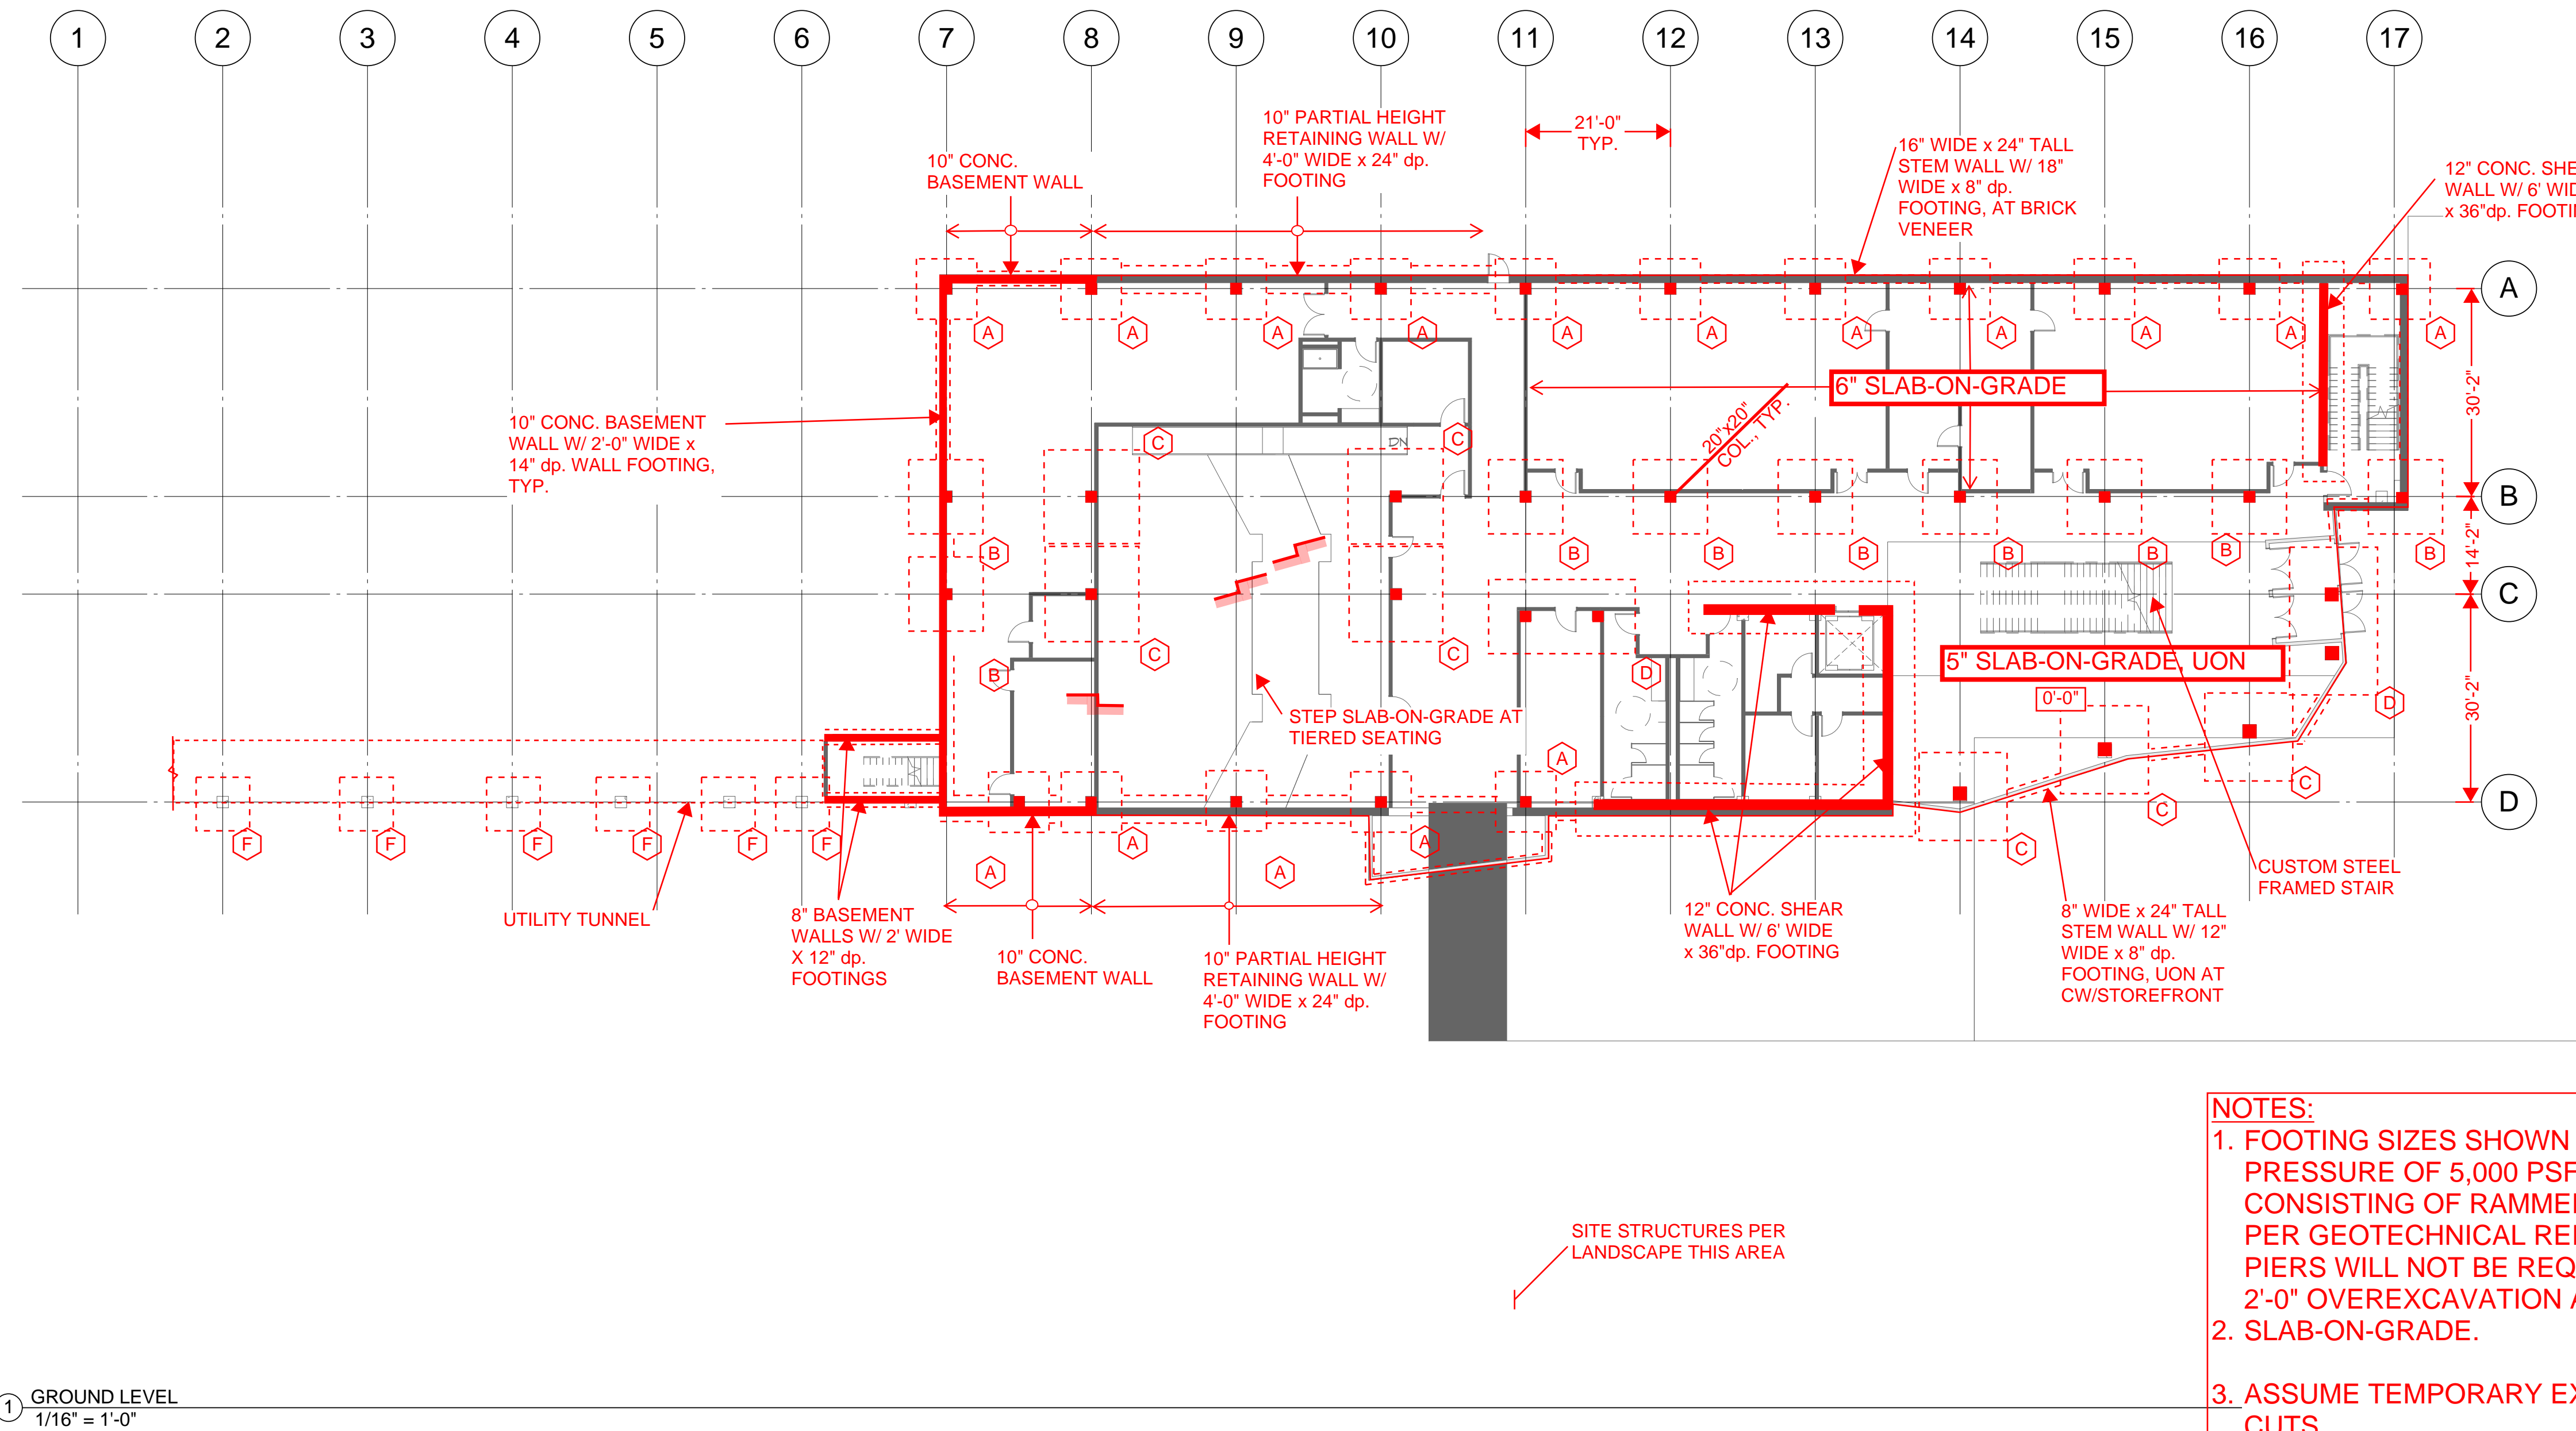 1
2
3
4
5
6
7
8
9
10
11
12
13
14
15
16
17
10" PARTIAL HEIGHT
RETAINING WALL W/
4'-0" WIDE x 24" dp.
FOOTING
21'-0"
TYP.
10" CONC.
BASEMENT WALL
16" WIDE x 24" TALL
STEM WALL W/ 18"
WIDE x 8" dp.
FOOTING, AT BRICK
VENEER
12" CONC. SHE
WALL W/ 6' WID
x 36"dp. FOOTI
A
A
A
A
A
A
A
A
A
A
A
A
30'-2"
6" SLAB-ON-GRADE
20"x20"
COL., TYP.
10" CONC. BASEMENT
WALL W/ 2'-0" WIDE x
14" dp. WALL FOOTING,
TYP.
C
C
DN
B
B
B
B
B
B
B
B
B
14'-2"
C
B
C
C
D
5" SLAB-ON-GRADE, UON
0'-0"
D
30'-2"
STEP SLAB-ON-GRADE AT
TIERED SEATING
A
C
C
C
D
F
F
F
F
F
F
A
A
A
A
UTILITY TUNNEL
8" BASEMENT
WALLS W/ 2' WIDE
X 12" dp.
FOOTINGS
10" CONC.
BASEMENT WALL
10" PARTIAL HEIGHT
RETAINING WALL W/
4'-0" WIDE x 24" dp.
FOOTING
12" CONC. SHEAR
WALL W/ 6' WIDE
x 36"dp. FOOTING
CUSTOM STEEL
FRAMED STAIR
8" WIDE x 24" TALL
STEM WALL W/ 12"
WIDE x 8" dp.
FOOTING, UON AT
CW/STOREFRONT
SITE STRUCTURES PER
LANDSCAPE THIS AREA
NOTES:
1. FOOTING SIZES SHOWN
PRESSURE OF 5,000 PSF
CONSISTING OF RAMME
PER GEOTECHNICAL RE
PIERS WILL NOT BE REQ
2'-0" OVEREXCAVATION A
2. SLAB-ON-GRADE.
3. ASSUME TEMPORARY EX
CUTS
1
GROUND LEVEL
1/16" = 1'-0"